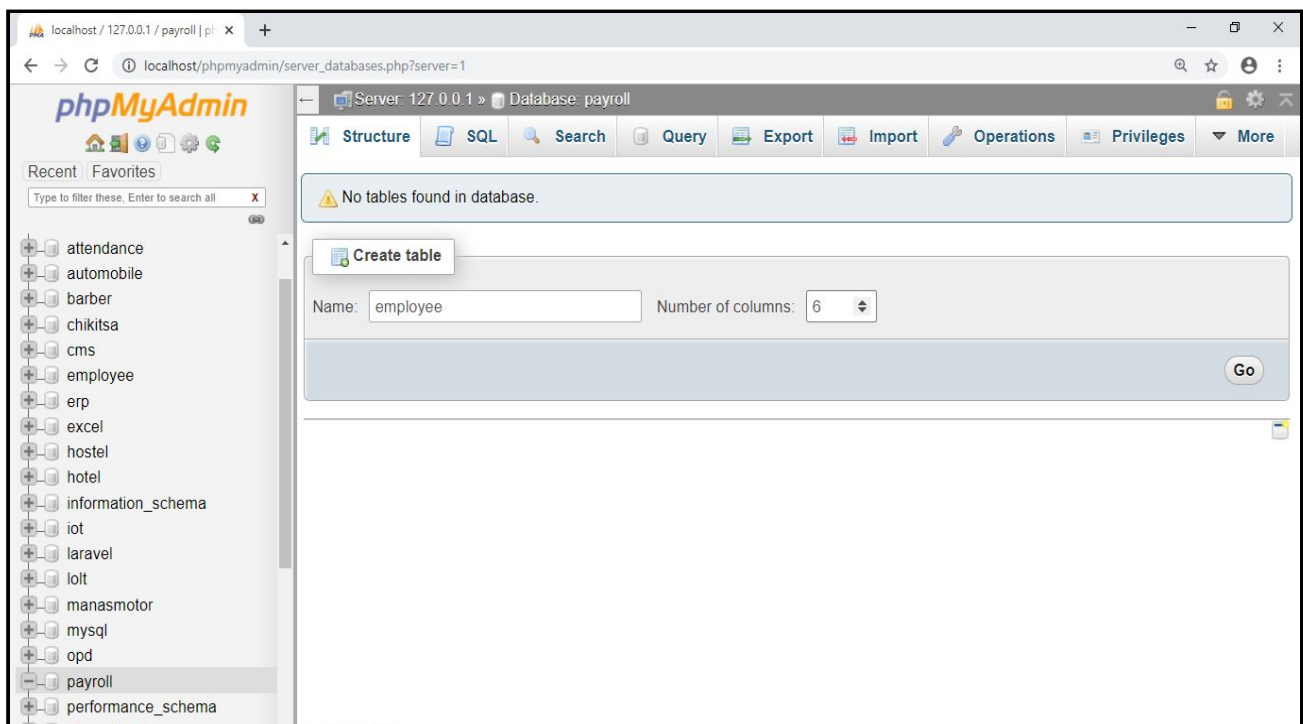 localhost / 127.0.0.1 / payroll | ph
localhost/phpmyadmin/server_databases.php?server=1
phpMyAdmin
Recent Favorites
Type to filter these, Enter to search all X
attendance
automobile
barber
chikitsa
cms
employee
erp
excel
hostel
hotel
information_schema
iot
laravel
lolt
manasmotor
mysql
opd
payroll
performance_schema
Server: 127.0.0.1 » Database: payroll
Structure SQL Search Query Export Import Operations Privileges More
No tables found in database.
Create table
Name: employee Number of columns: 6
Go